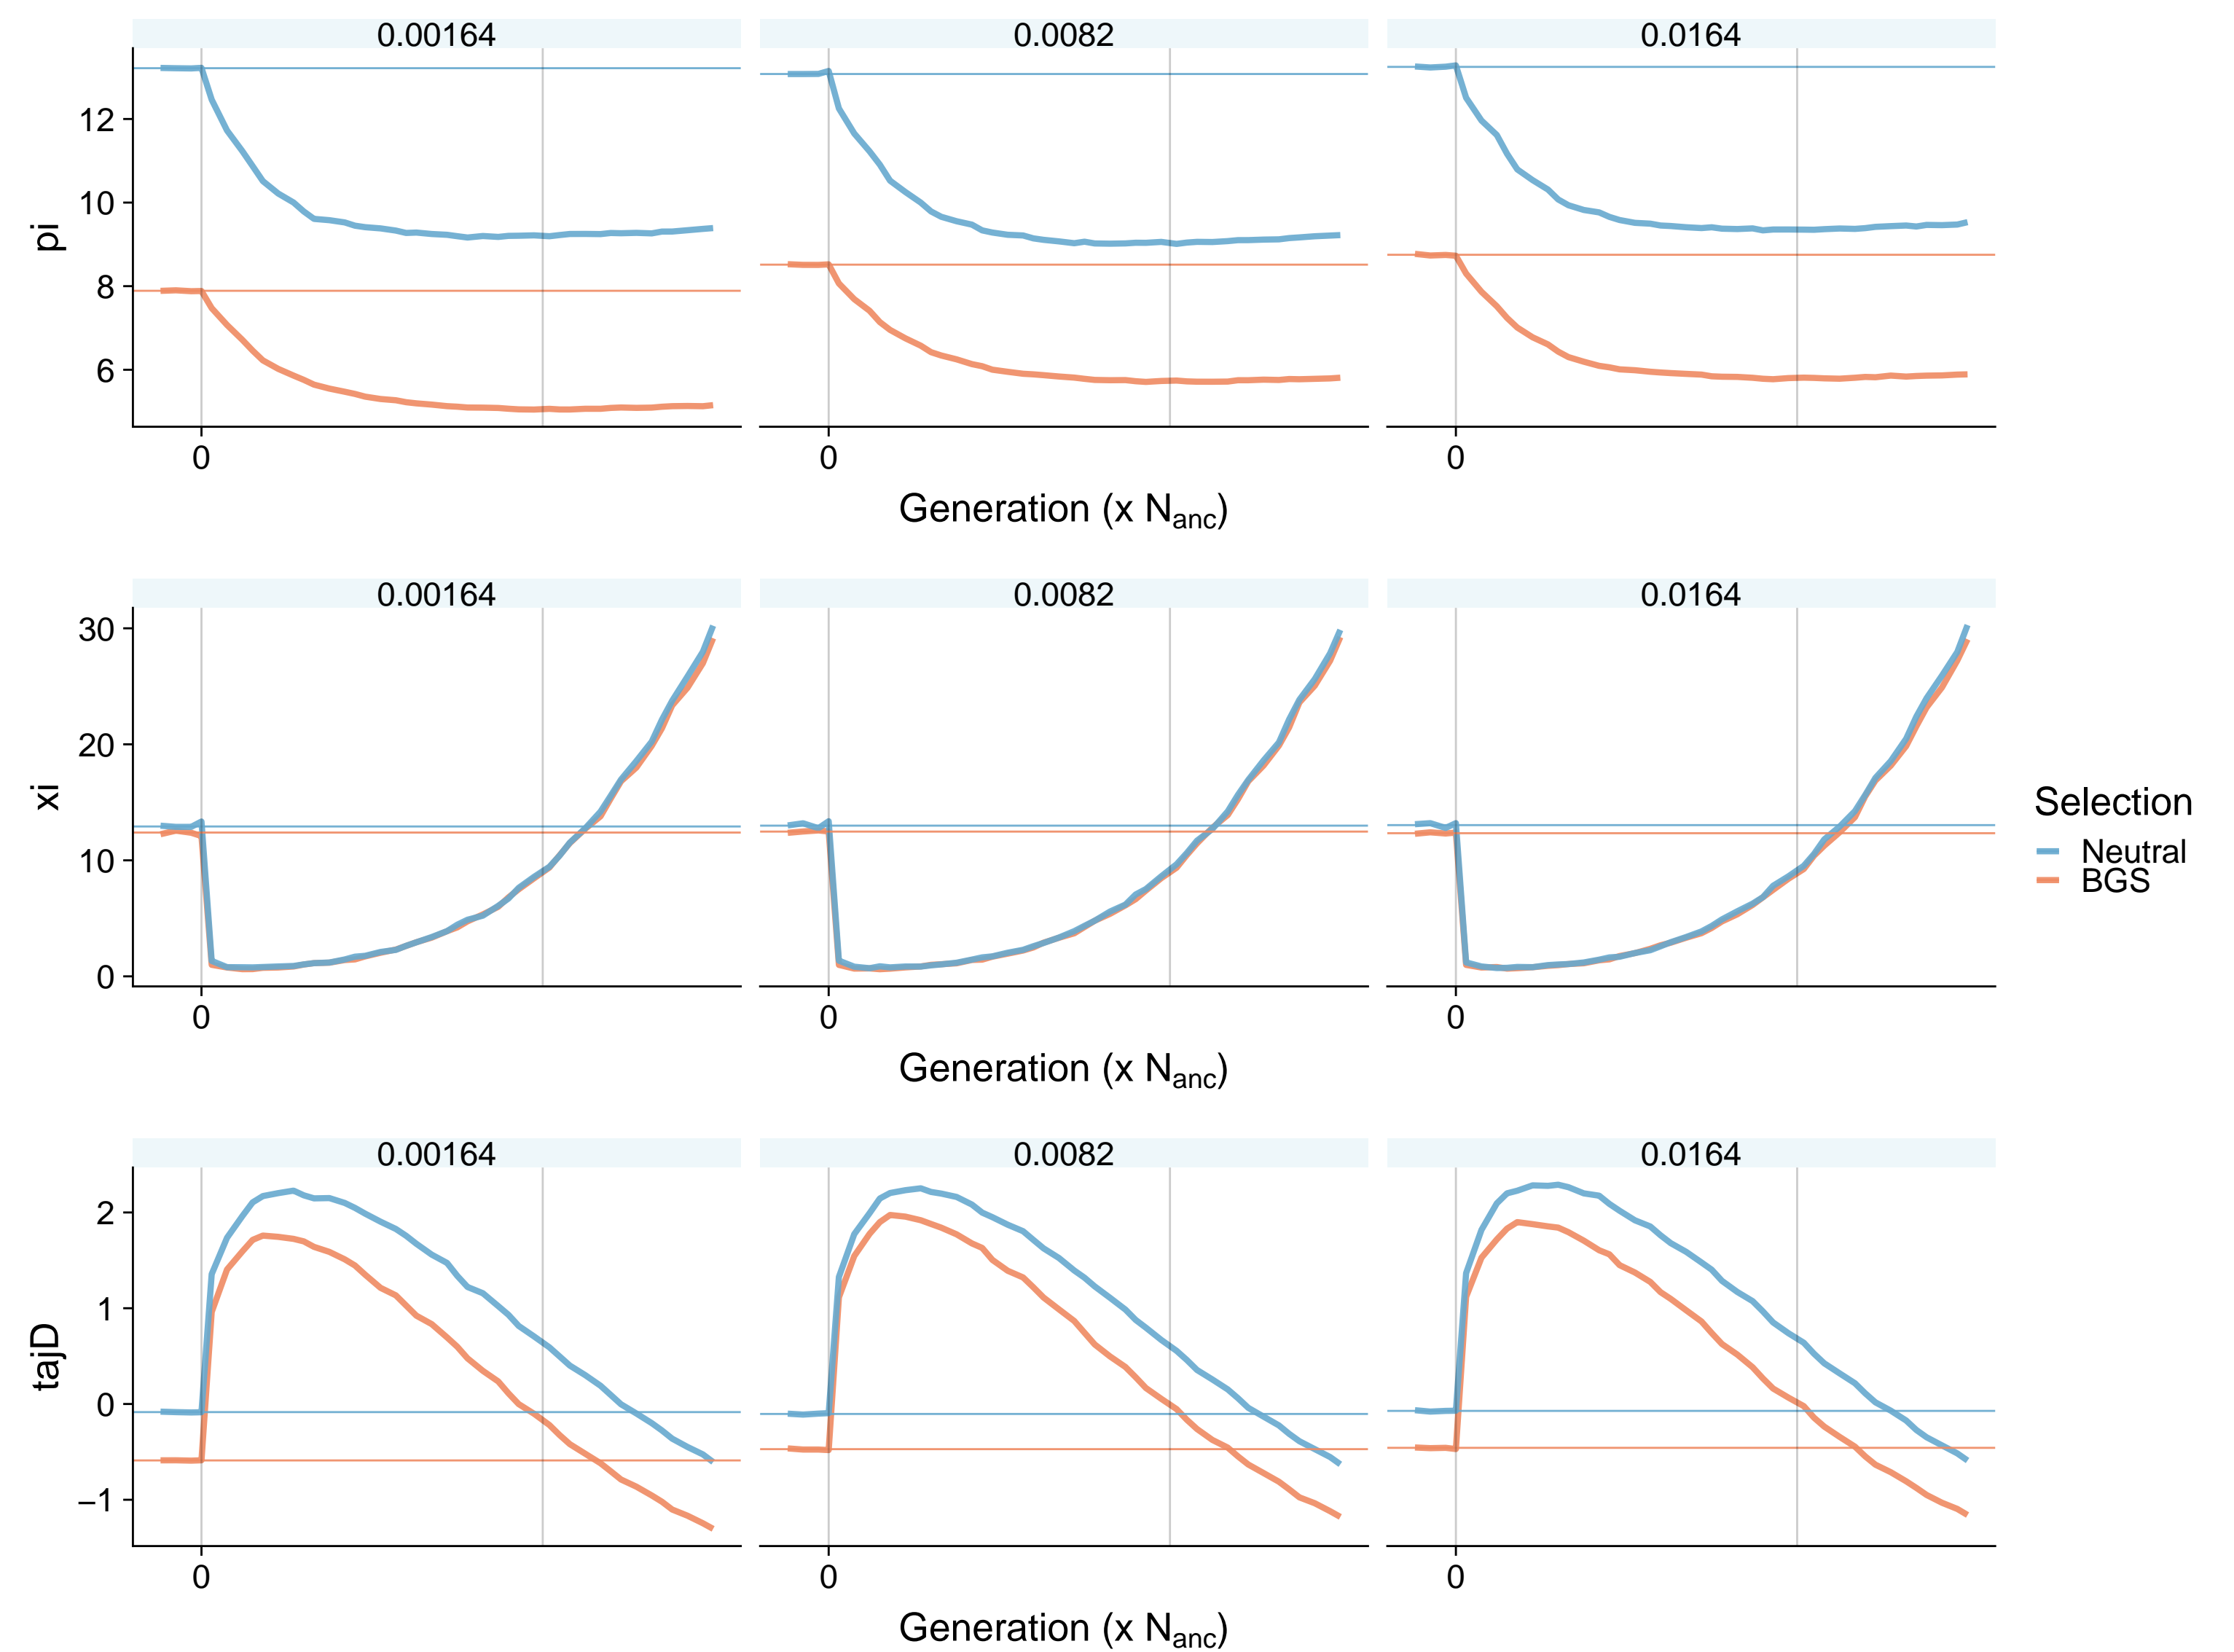 0.00164 0.0082 0.0164
pi
12
10
8
6
0 0 0
Generation (x Nanc)
0.00164 0.0082 0.0164
xi
30
20
10
0
0 0 0
Generation (x Nanc)
Selection
Neutral
BGS
0.00164 0.0082 0.0164
tajD
2
1
0
−1
0 0 0
Generation (x Nanc)